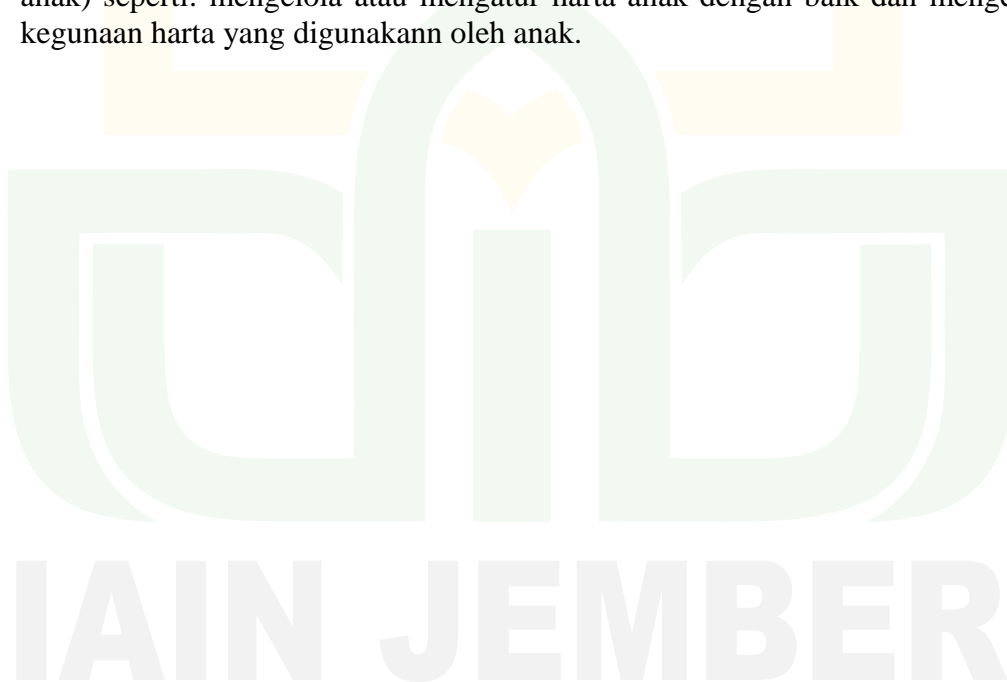 anak) seperti: mengelola atau mengatur harta anak dengan baik dan
kegunaan harta yang digunakann oleh anak.
IAIN JEMBER